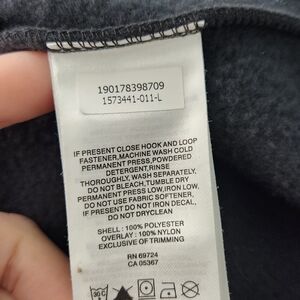 190178398709
1573441-011-L
IF PRESENT CLOSE HOOK AND LOOP
FASTENER,MACHINE WASH COLD
PERMANENT PRESS,POWDERED
DETERGENT,RINSE
THOROUGHLY, WASH SEPARATELY,
DO NOT BLEACH,TUMBLE DRY
PERMANENT PRESS LOW,IRON LOW,
DO NOT USE FABRIC SOFTENER,
IF PRESENT DO NOT IRON DECAL,
DO NOT DRYCLEAN
SHELL : 100% POLYESTER
OVERLAY : 100% NYLON
EXCLUSIVE OF TRIMMING
RN 69724
CA 05367
30 C